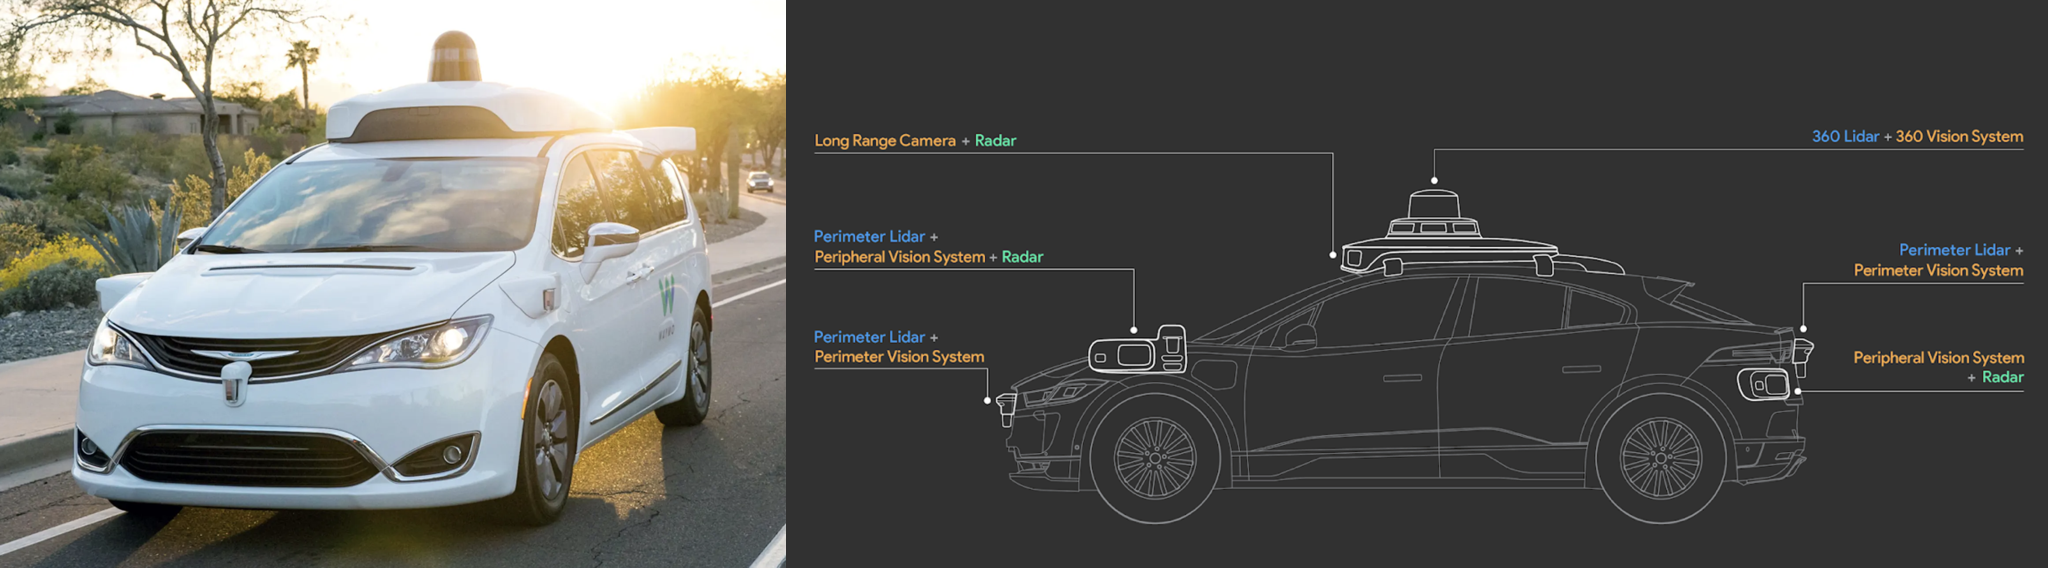 Long Range Camera + Radar
360 Lidar + 360 Vision System
Perimeter Lidar +
Peripheral Vision System + Radar
Perimeter Lidar +
Perimeter Vision System
Perimeter Lidar +
Perimeter Vision System
Peripheral Vision System
+ Radar
WAYMO